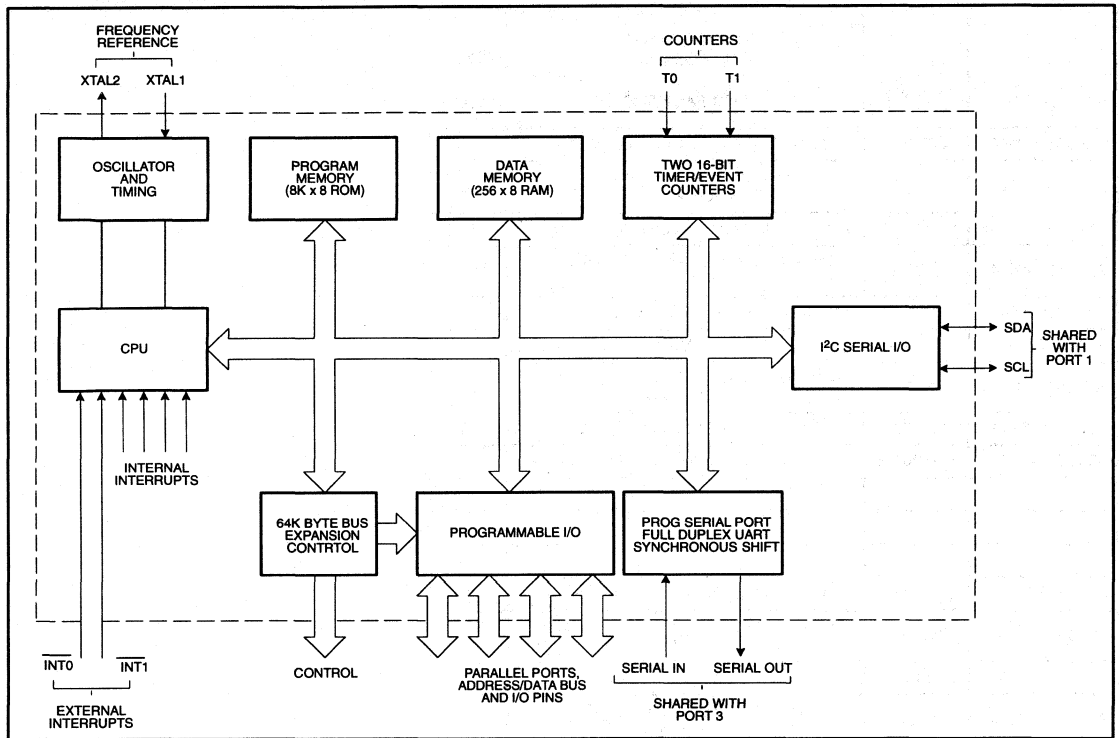 FREQUENCY
REFERENCE
XTAL2
XTAL1
COUNTERS
T0
T1
OSCILLATOR
AND
TIMING
PROGRAM
MEMORY
(8K x 8 ROM)
DATA
MEMORY
(256 x 8 RAM)
TWO 16-BIT
TIMER/EVENT
COUNTERS
CPU
I²C SERIAL I/O
SDA
SCL
SHARED
WITH
PORT 1
INTERNAL
INTERRUPTS
64K BYTE BUS
EXPANSION
CONTRTOL
PROGRAMMABLE I/O
PROG SERIAL PORT
FULL DUPLEX UART
SYNCHRONOUS SHIFT
INT0
INT1
EXTERNAL
INTERRUPTS
CONTROL
PARALLEL PORTS,
ADDRESS/DATA BUS
AND I/O PINS
SERIAL IN
SERIAL OUT
SHARED WITH
PORT 3